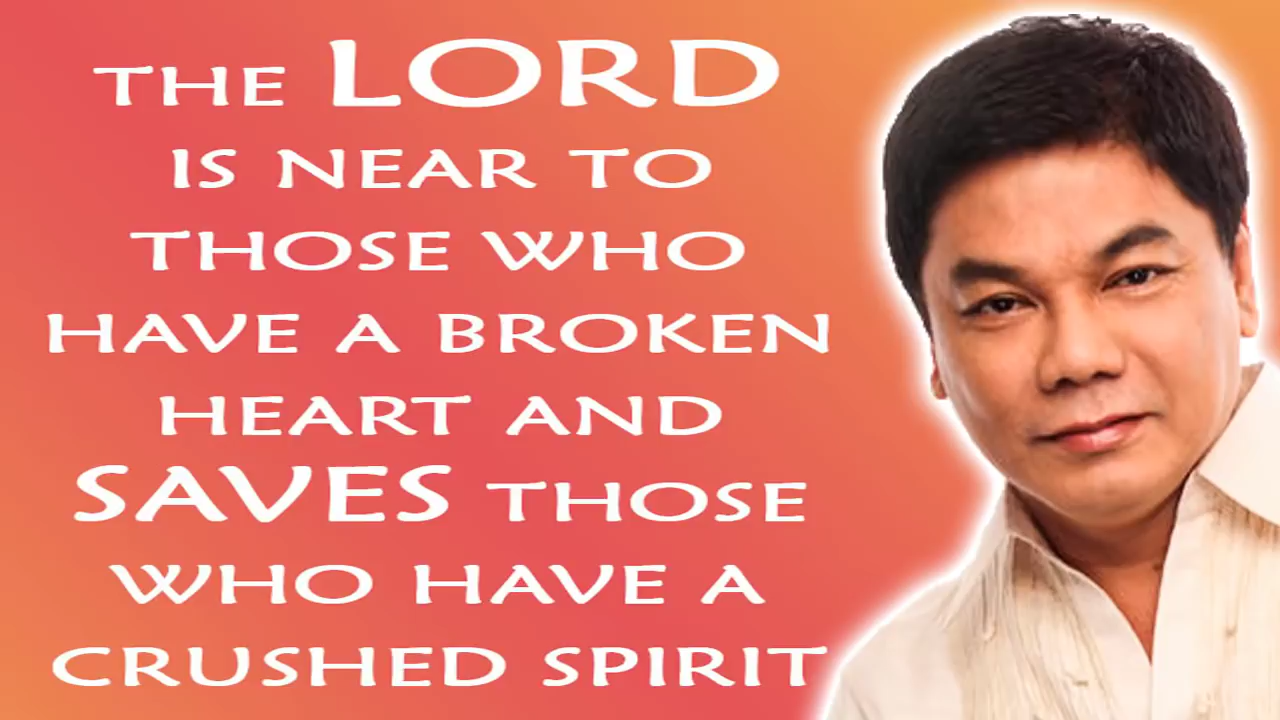 THE LORD
IS NEAR TO
THOSE WHO
HAVE A BROKEN
HEART AND
SAVES THOSE
WHO HAVE A
CRUSHED SPIRIT